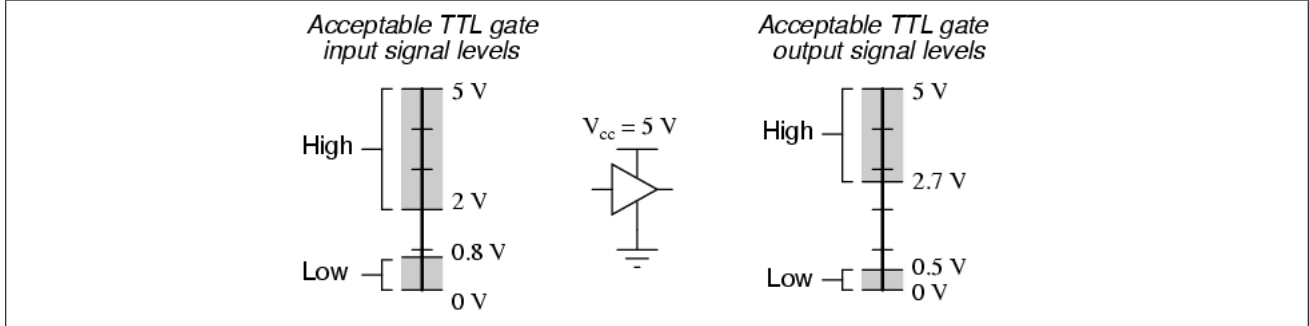 Acceptable TTL gate
input signal levels
5 V
High
2 V
0.8 V
Low
0 V
Vcc = 5 V
Acceptable TTL gate
output signal levels
5 V
High
2.7 V
0.5 V
Low
0 V